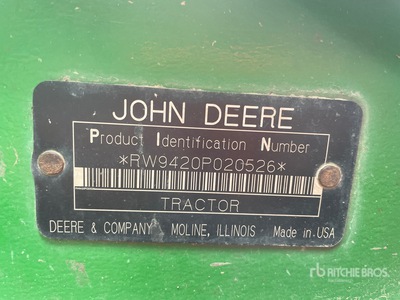 JOHN DEERE
Product Identification Number
*RW9420P020526*
TRACTOR
DEERE & COMPANY MOLINE, ILLINOIS Made in USA
rb RITCHIE BROS.